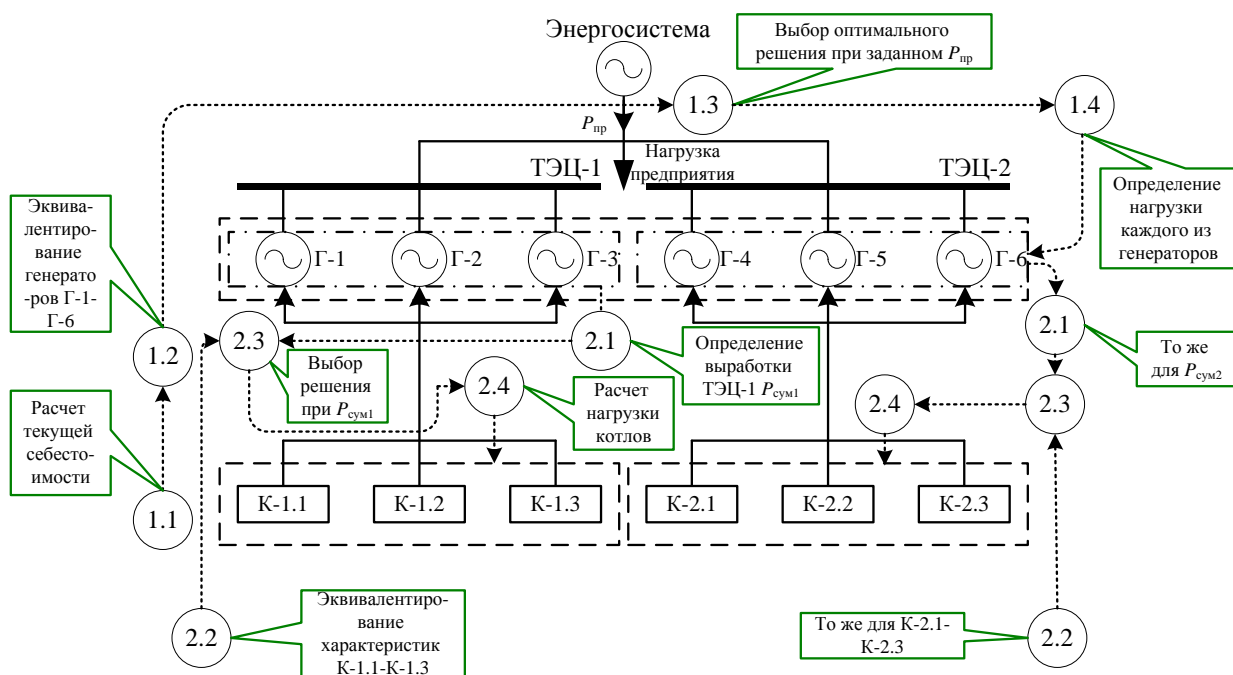 Энергосистема
Выбор оптимального
решения при заданном Pпр
1.3
1.4
Pпр
Нагрузка
предприятия
ТЭЦ-1
ТЭЦ-2
Эквива-
лентиро-
вание
генерато
-ров Г-1-
Г-6
Определение
нагрузки
каждого из
генераторов
Г-1
Г-2
Г-3
Г-4
Г-5
Г-6
1.2
2.3
2.1
2.1
Выбор
решения
при Pсум1
Определение
выработки
ТЭЦ-1 Pсум1
То же
для Pсум2
2.4
Расчет
нагрузки
котлов
2.4
2.3
Расчет
текущей
себесто-
имости
1.1
К-1.1
К-1.2
К-1.3
К-2.1
К-2.2
К-2.3
2.2
Эквивалентиро-
вание
характеристик
К-1.1-К-1.3
То же для К-2.1-
К-2.3
2.2